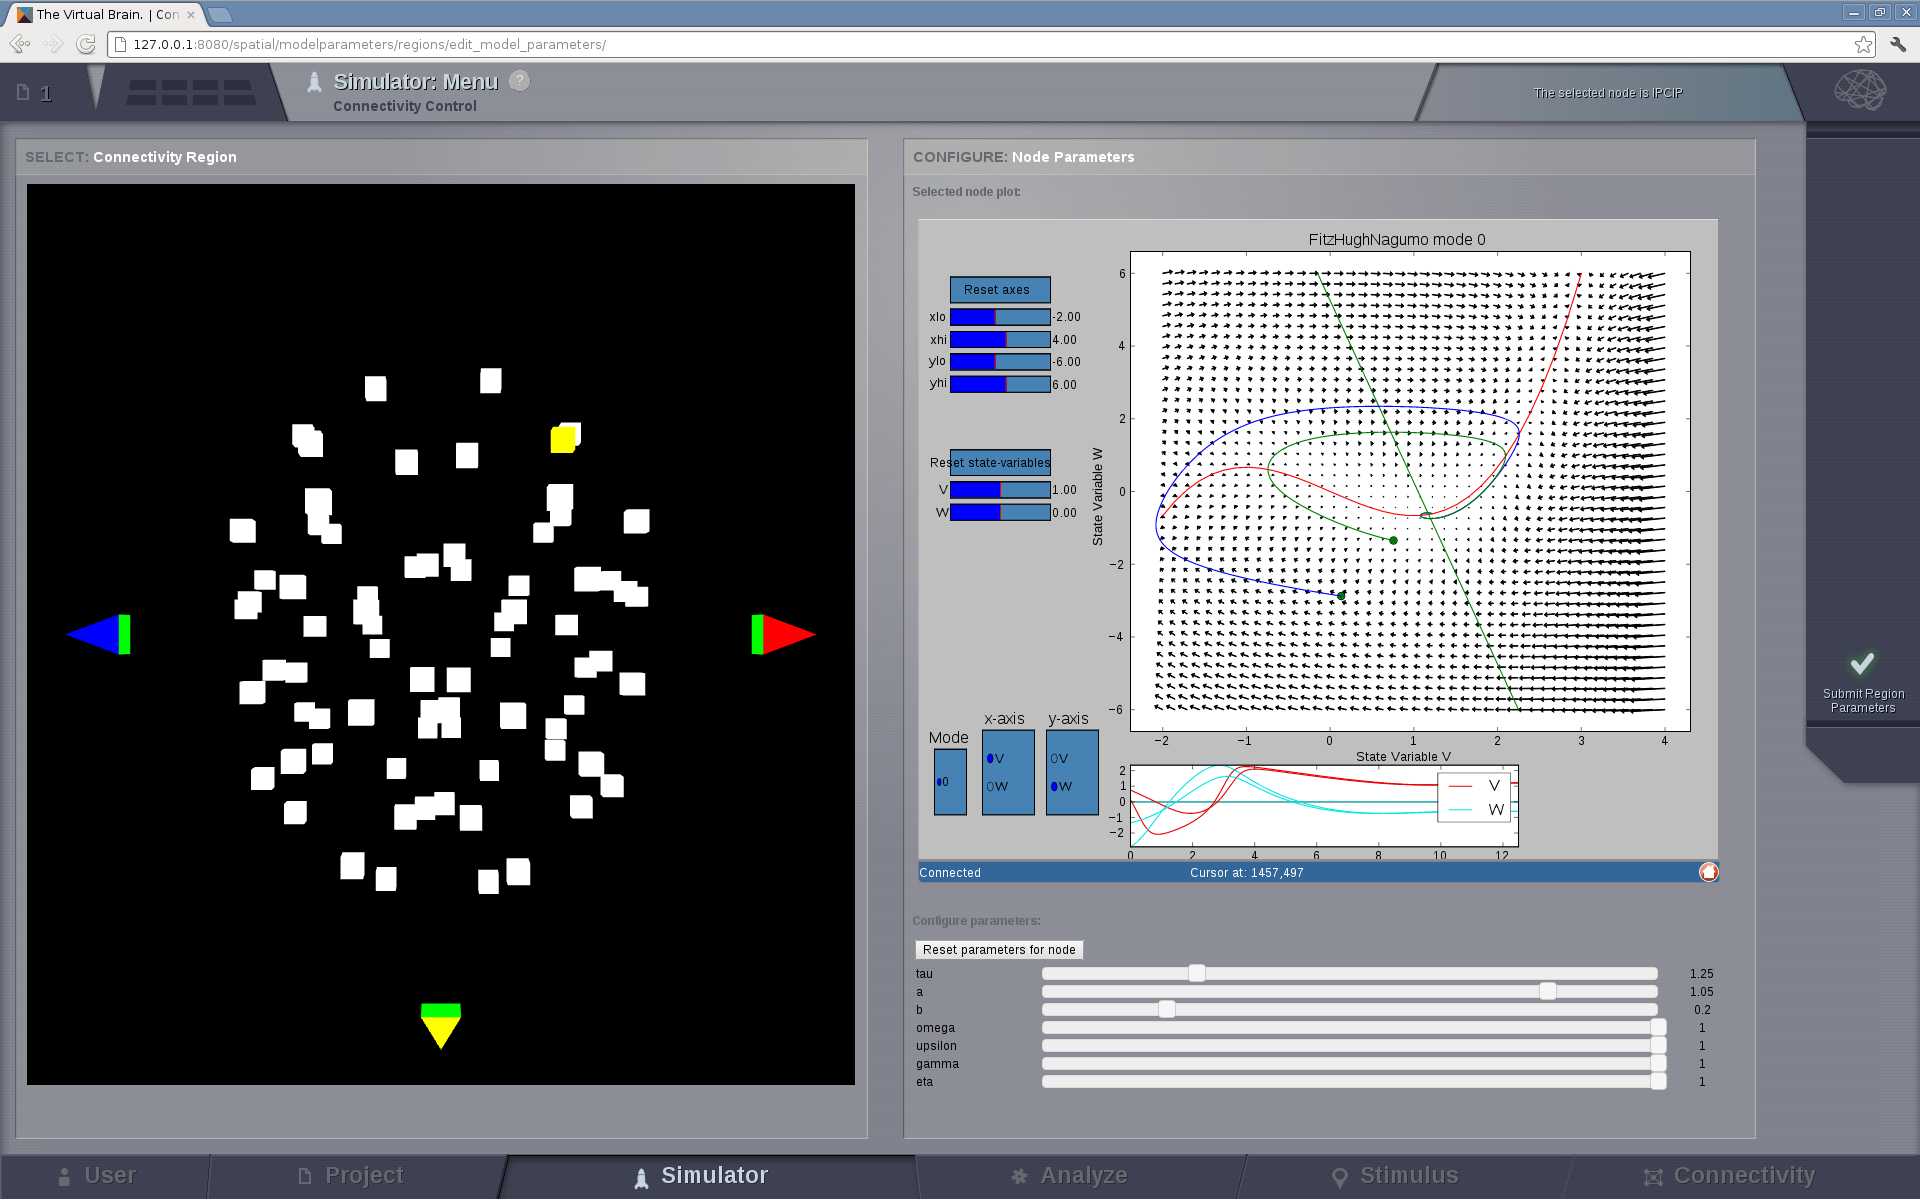 The Virtual Brain. | Con
127.0.0.1:8080/spatial/modelparameters/regions/edit_model_parameters/
1
Simulator: Menu ?
Connectivity Control
The selected node is lPCIP
SELECT: Connectivity Region
CONFIGURE: Node Parameters
Selected node plot:
FitzHughNagumo mode 0
Reset axes
xlo -2.00
xhi 4.00
ylo -6.00
yhi 6.00
Reset state-variables
V 1.00
W 0.00
6
4
2
0
−2
−4
−6
State Variable W
−2 −1 0 1 2 3 4
State Variable V
Mode
0
x-axis
V
W
y-axis
V
W
2
1
0
−1
−2
0 2 4 6 8 10 12
V
W
Connected
Cursor at: 1457,497
Configure parameters:
Reset parameters for node
tau 1.25
a 1.05
b 0.2
omega 1
upsilon 1
gamma 1
eta 1
Submit Region
Parameters
User
Project
Simulator
Analyze
Stimulus
Connectivity